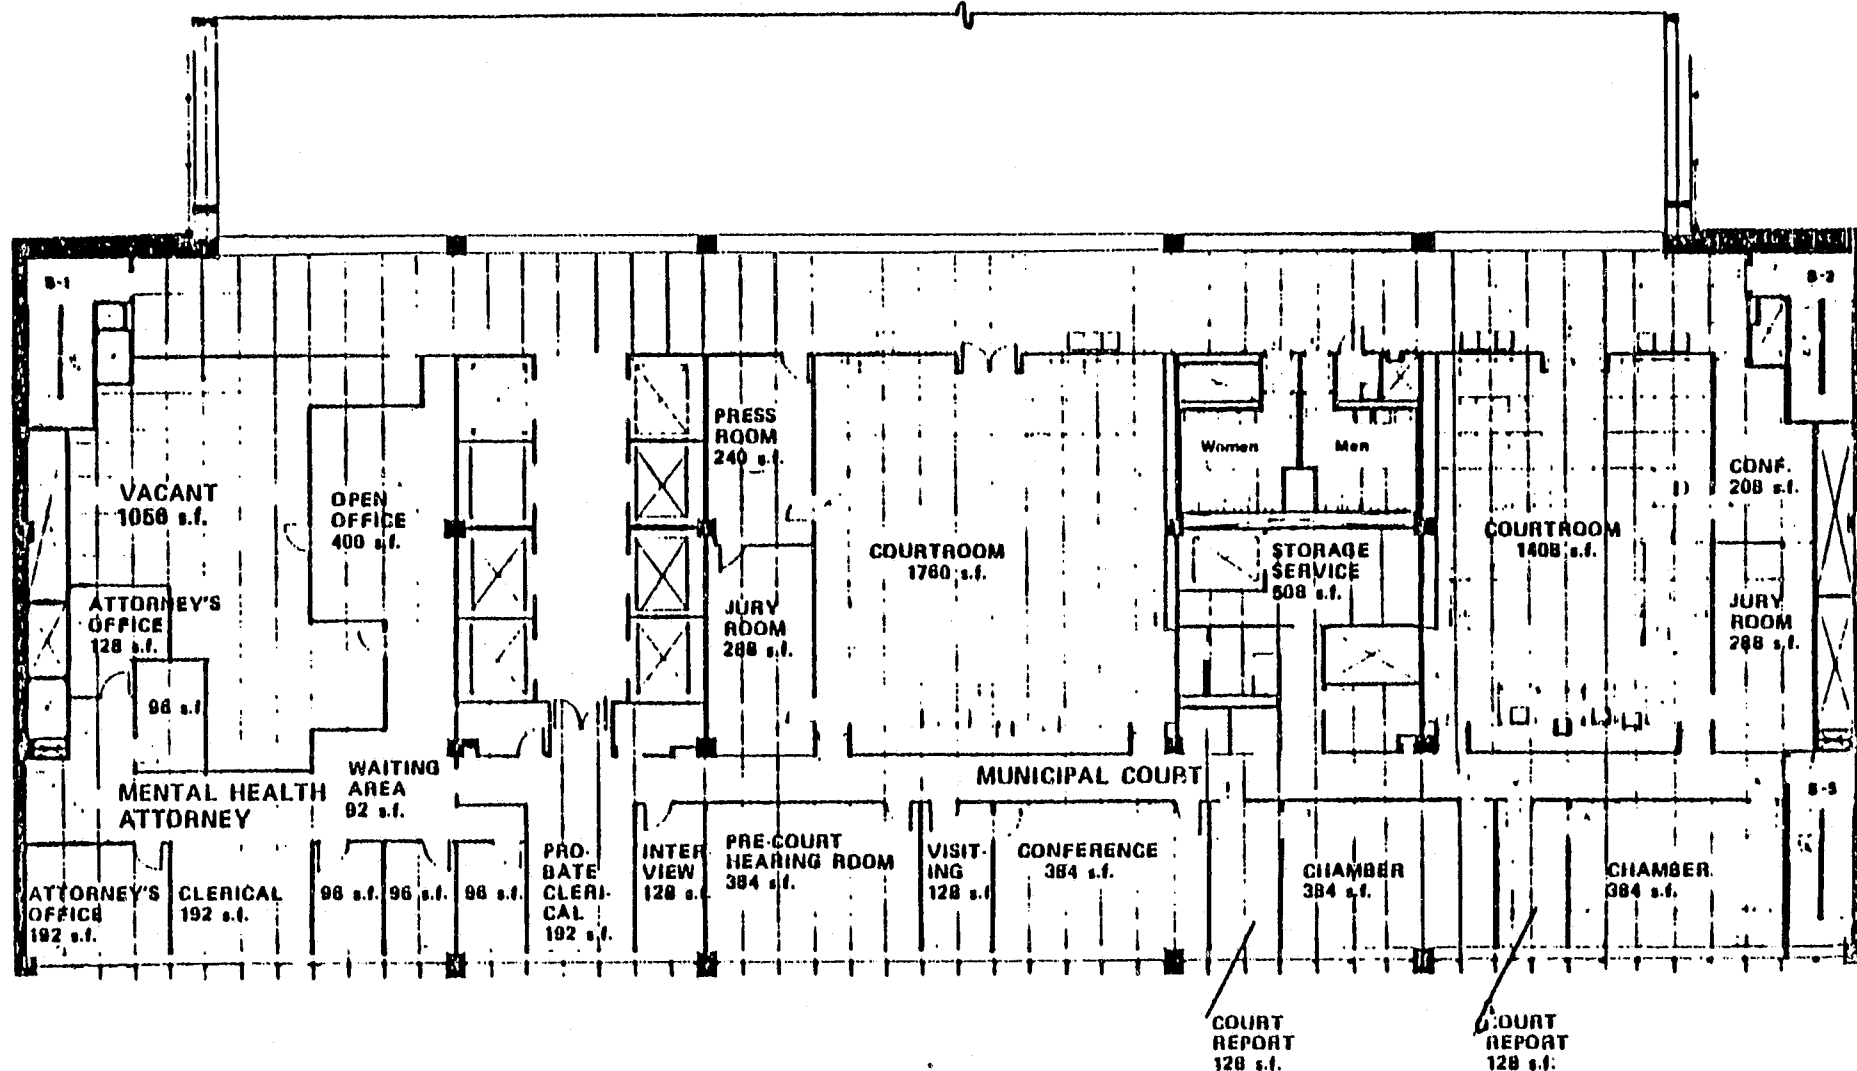 B-1
B-2
PRESS
ROOM
240 s.f.
Women
Men
CONF.
208 s.f.
VACANT
1056 s.f.
OPEN
OFFICE
400 s.f.
COURTROOM
1760 s.f.
STORAGE
SERVICE
508 s.f.
COURTROOM
1408 s.f.
ATTORNEY'S
OFFICE
128 s.f.
JURY
ROOM
288 s.f.
JURY
ROOM
288 s.f.
96 s.f.
WAITING
AREA
92 s.f.
MUNICIPAL COURT
MENTAL HEALTH
ATTORNEY
ATTORNEY'S
OFFICE
192 s.f.
CLERICAL
192 s.f.
96 s.f.
96 s.f.
96 s.f.
PRO-
BATE
CLERI-
CAL
192 s.f.
INTER
VIEW
128 s.f.
PRE-COURT
HEARING ROOM
384 s.f.
VISIT-
ING
128 s.f.
CONFERENCE
384 s.f.
CHAMBER
384 s.f.
CHAMBER
384 s.f.
COURT
REPORT
128 s.f.
COURT
REPORT
128 s.f.